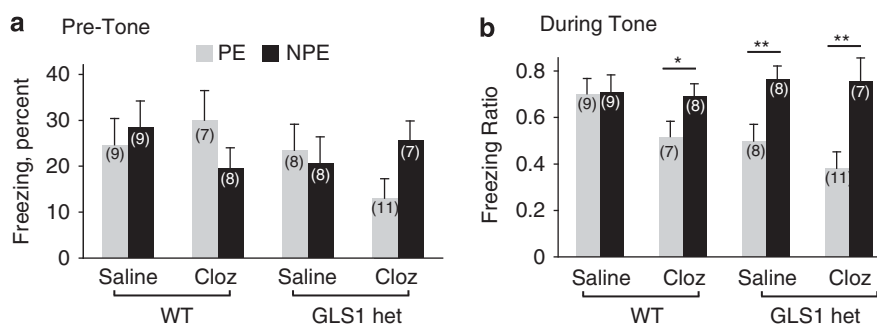 a Pre-Tone
PE NPE
Freezing, percent
40
30
20
10
0
(9) (9) (7) (8) (8) (8) (11) (7)
Saline Cloz Saline Cloz
WT GLS1 het
b During Tone
* ** **
Freezing Ratio
0.8
0.6
0.4
0.2
0
(9) (9) (7) (8) (8) (8) (11) (7)
Saline Cloz Saline Cloz
WT GLS1 het